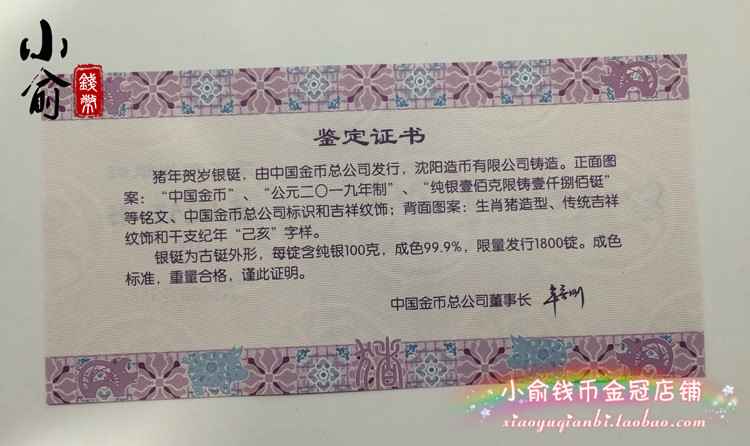 小俞
錢幣
鉴定证书
猪年贺岁银铤，由中国金币总公司发行，沈阳造币有限公司铸造。正面图
案：“中国金币”、“公元二〇一九年制”、“纯银壹佰克限铸壹仟捌佰铤”
等铭文、中国金币总公司标识和吉祥纹饰；背面图案：生肖猪造型、传统吉祥
纹饰和干支纪年“己亥”字样。
银铤为古铤外形，每锭含纯银100克，成色99.9%，限量发行1800锭。成色
标准，重量合格，谨此证明。
中国金币总公司董事长
猪
小俞钱币金冠店铺
xiaoyuqianbi.taobao.com